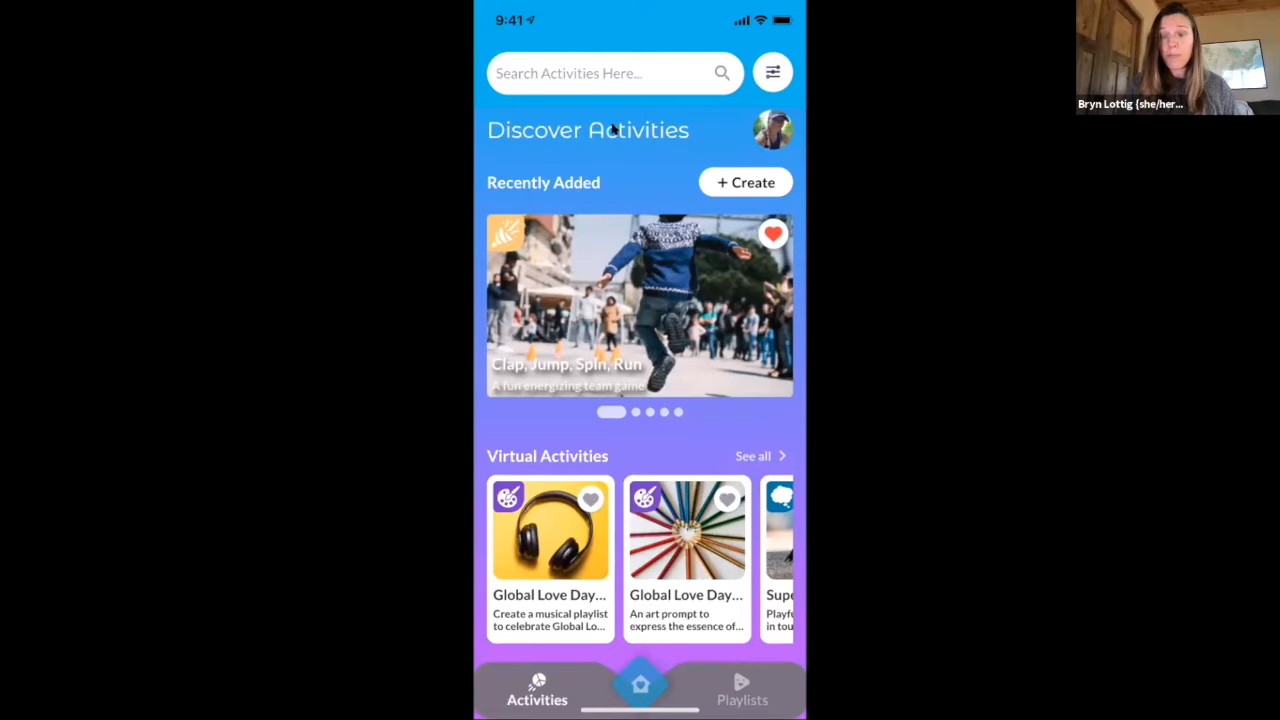 9:41
Search Activities Here...
Discover Activities
Recently Added
+ Create
Clap, Jump, Spin, Run
A fun energizing team game
Virtual Activities
See all
Global Love Day...
Create a musical playlist
to celebrate Global Lo...
Global Love Day...
An art prompt to
express the essence of...
Supe
Playfu
in tou
Activities
Playlists
Bryn Lottig {she/her...